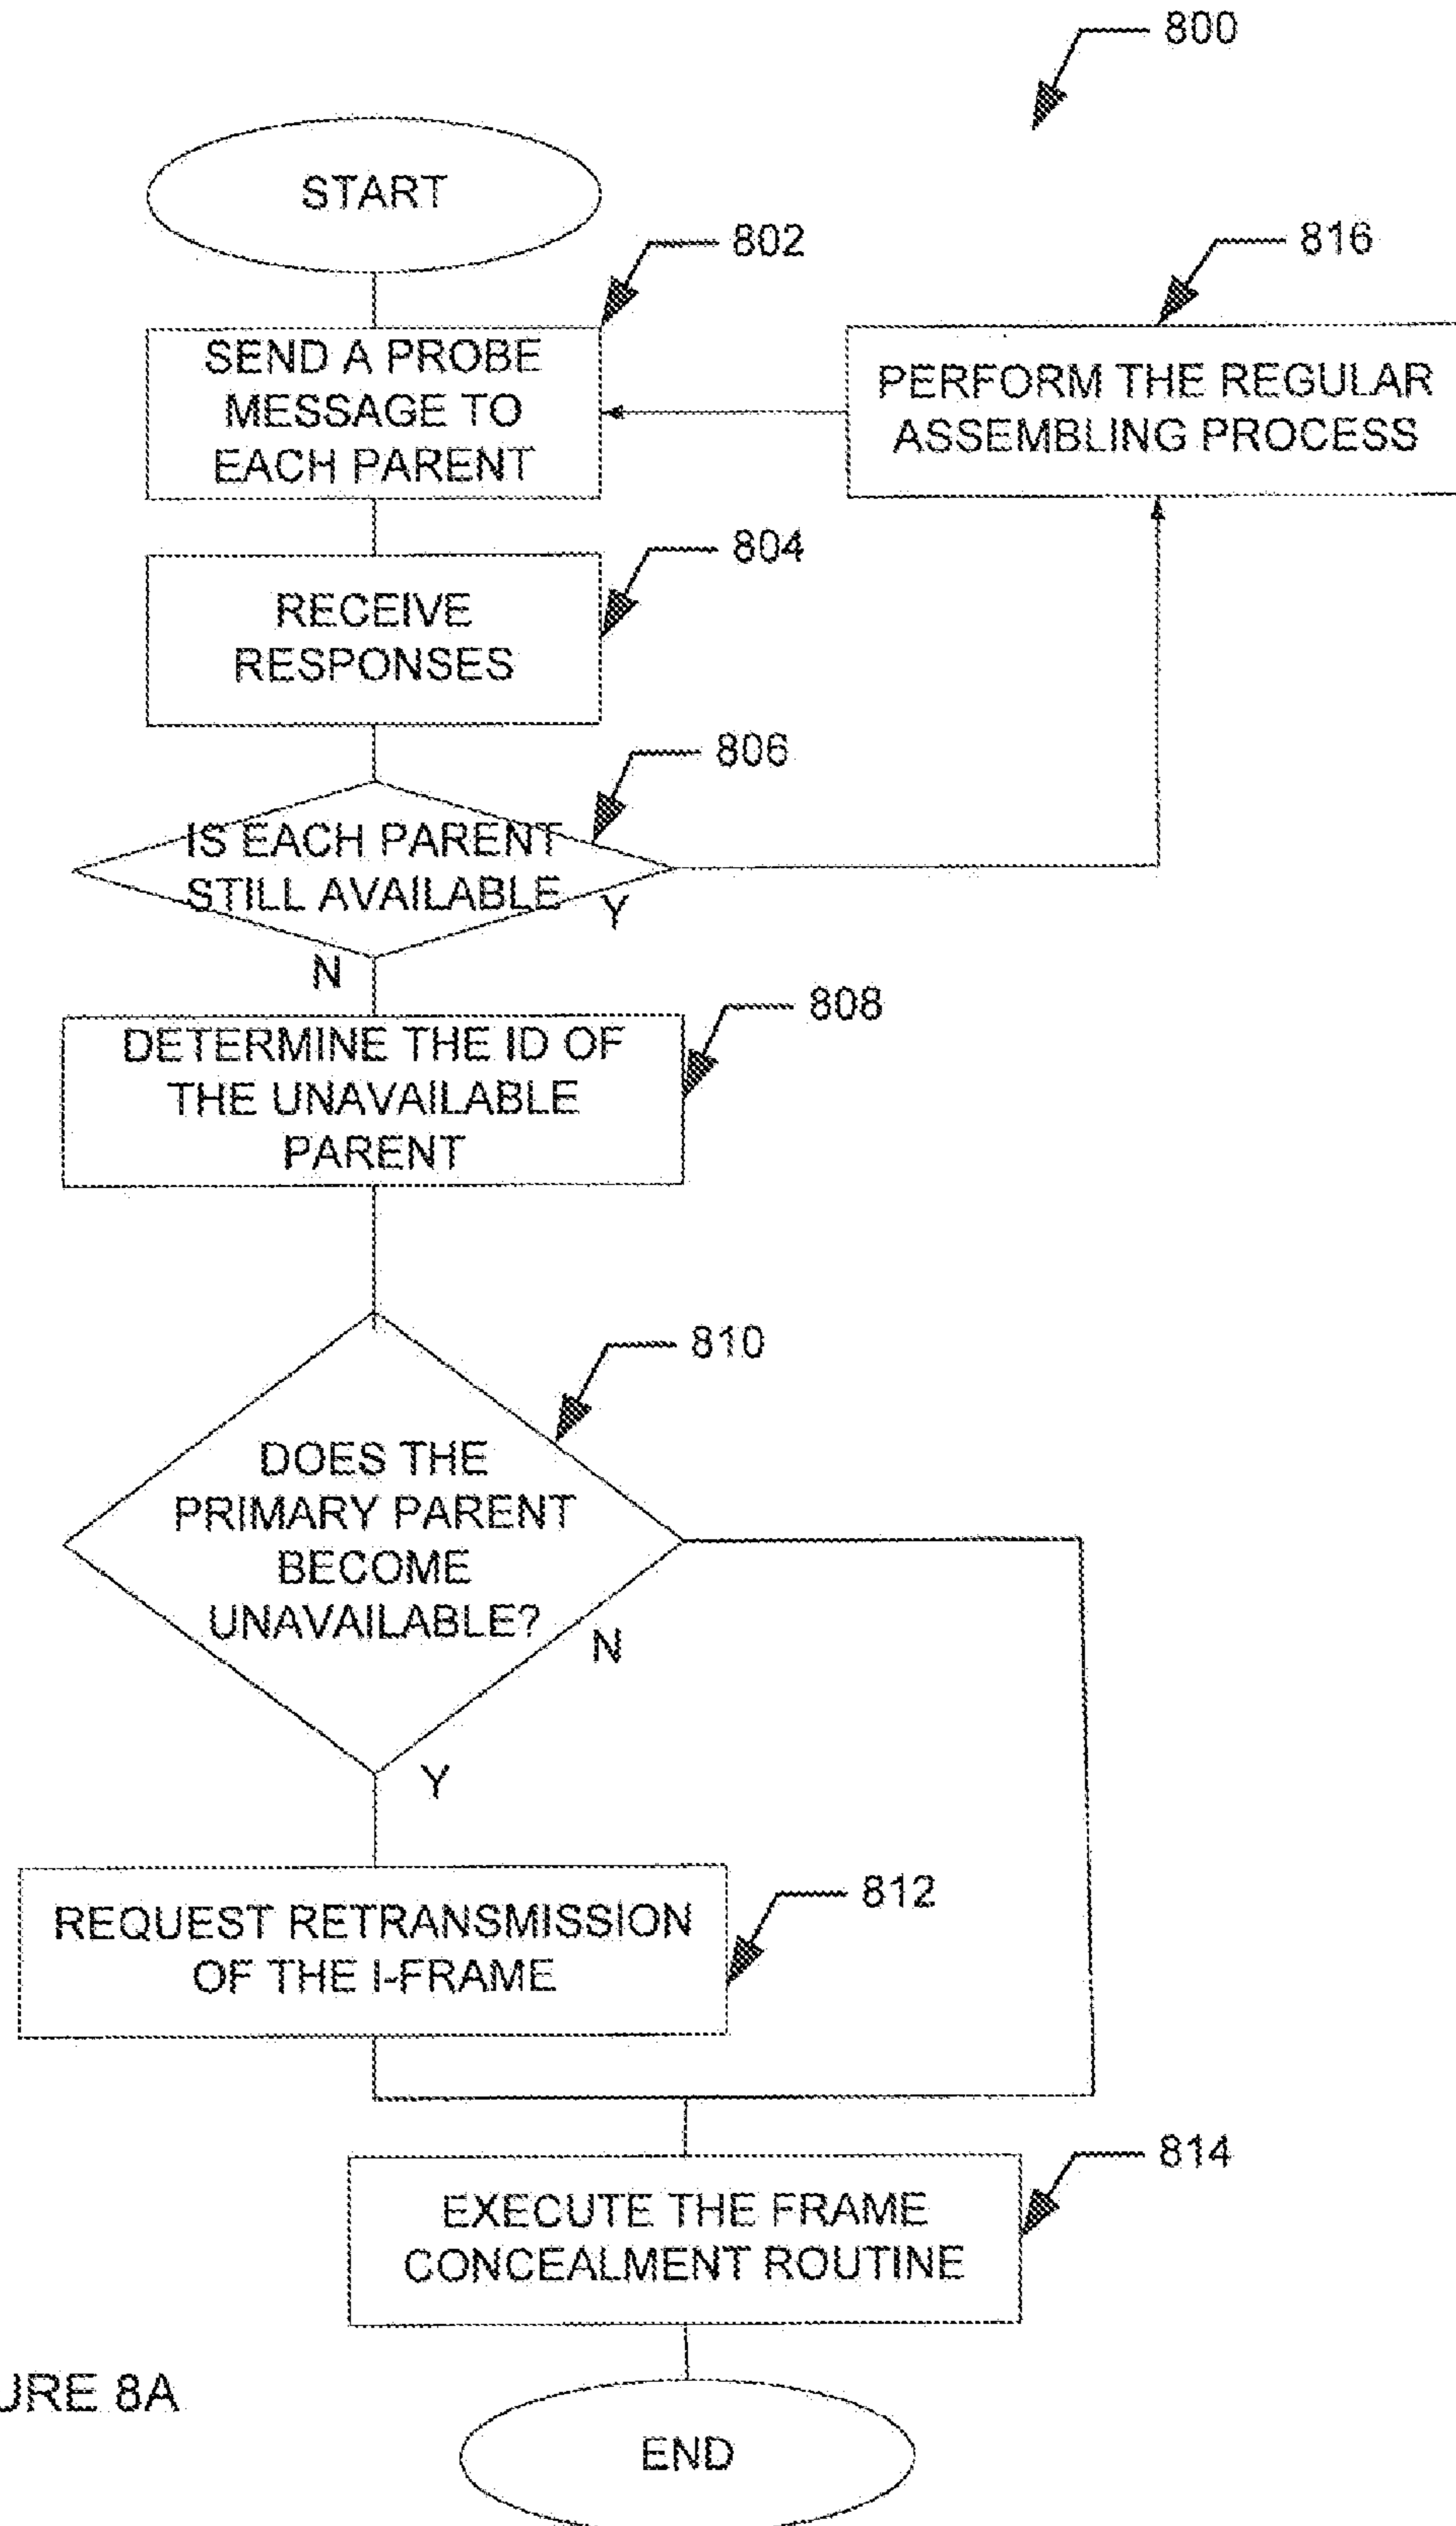 800
START
802
816
SEND A PROBE
MESSAGE TO
EACH PARENT
PERFORM THE REGULAR
ASSEMBLING PROCESS
804
RECEIVE
RESPONSES
806
IS EACH PARENT
STILL AVAILABLE
Y
N
808
DETERMINE THE ID OF
THE UNAVAILABLE
PARENT
810
DOES THE
PRIMARY PARENT
BECOME
UNAVAILABLE?
N
Y
812
REQUEST RETRANSMISSION
OF THE I-FRAME
814
EXECUTE THE FRAME
CONCEALMENT ROUTINE
URE 8A
END